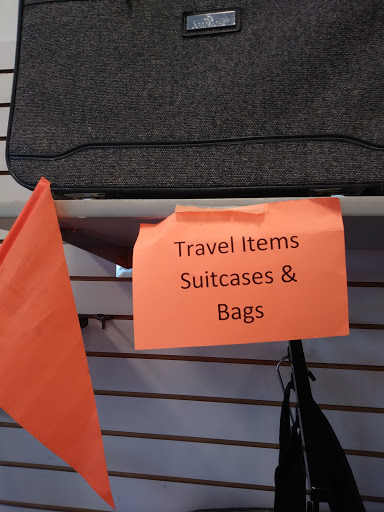 Travel Items
Suitcases &
Bags